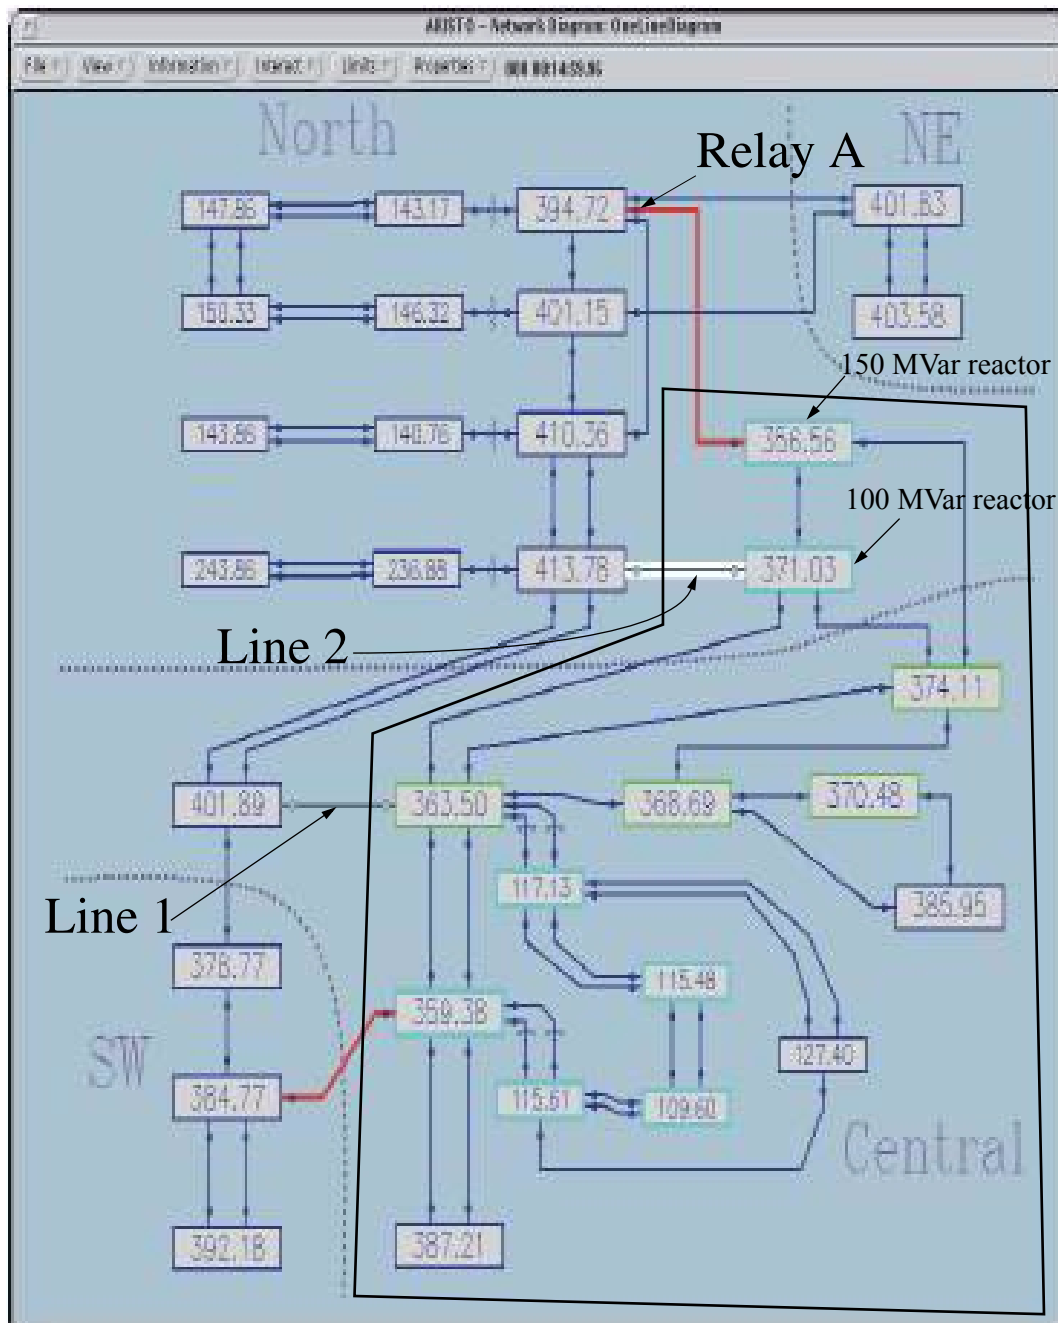 ARISTO - Network Diagram: OneLineDiagram
File View Information Interact Limits Properties
North
NE
Relay A
147.86 143.17 394.72 401.83
150.33 146.32 401.15 403.58
150 MVar reactor
143.86 140.76 410.36 356.56
100 MVar reactor
243.86 236.88 413.78 371.03
Line 2
374.11
401.89 363.50 368.69 370.48
117.13 385.95
Line 1
378.77 115.48
359.38
SW 127.40
384.77 115.61 109.60
Central
392.18 387.21